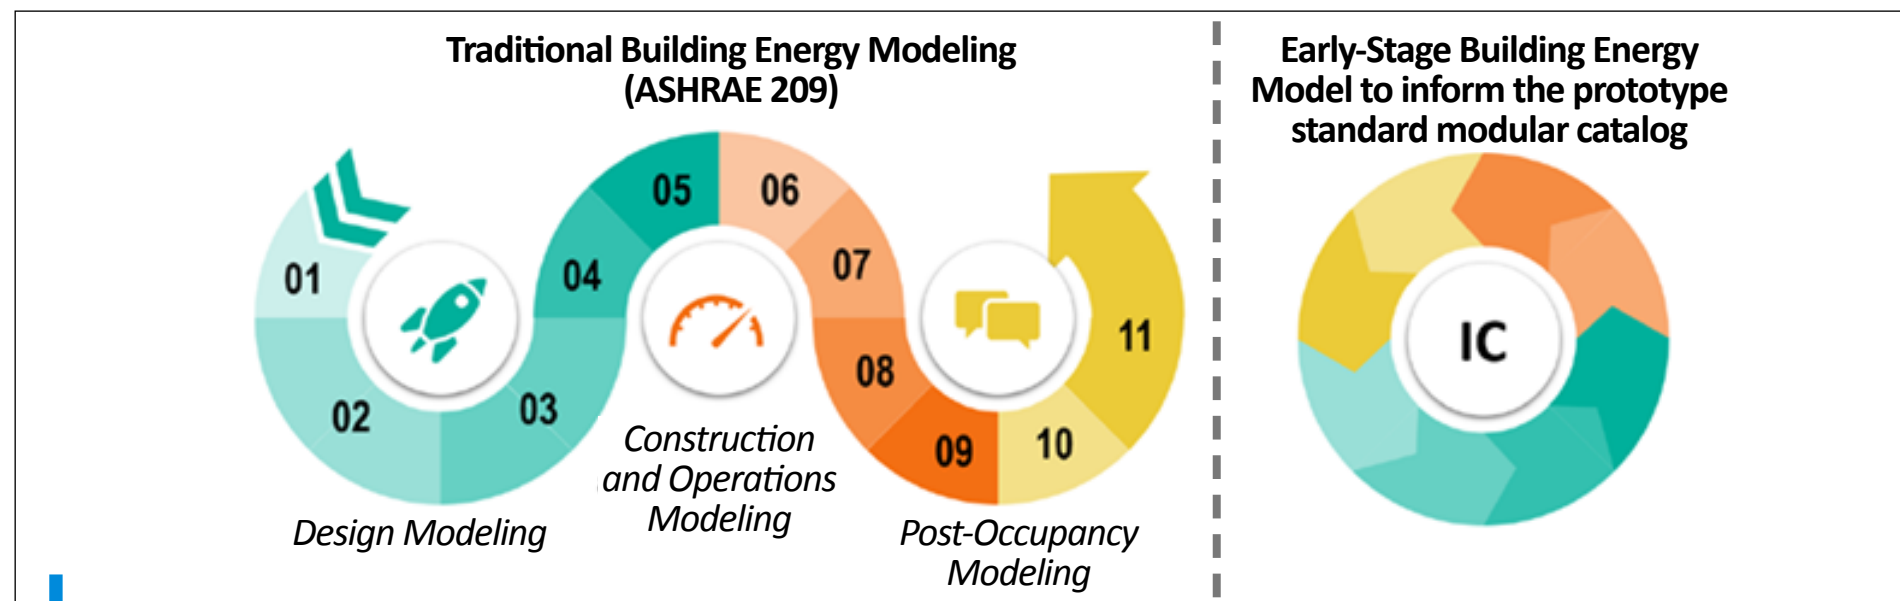 Traditional Building Energy Modeling
(ASHRAE 209)
01
02
03
04
05
06
07
08
09
10
11
Design Modeling
Construction
and Operations
Modeling
Post-Occupancy
Modeling
Early-Stage Building Energy
Model to inform the prototype
standard modular catalog
IC